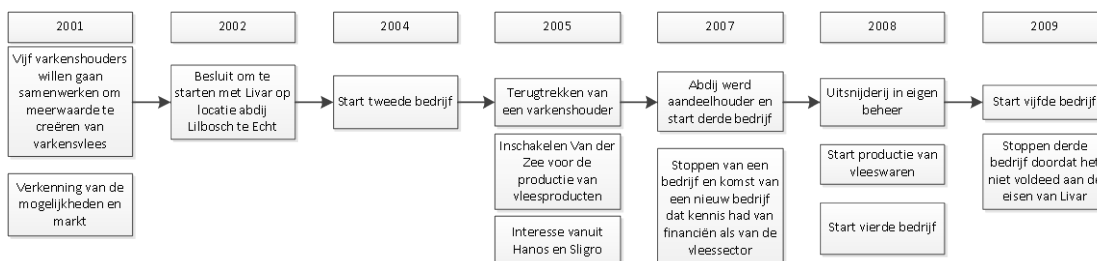 2001
Vijf varkenshouders
willen gaan
samenwerken om
meerwaarde te
creëren van
varkensvlees
Verkenning van de
mogelijkheden en
markt
2002
Besluit om te
starten met Livar op
locatie abdij
Lilbosch te Echt
2004
Start tweede bedrijf
2005
Terugtrekken van
een varkenshouder
Inschakelen Van der
Zee voor de
productie van
vleesproducten
Interesse vanuit
Hanos en Sligro
2007
Abdij werd
aandeelhouder en
start derde bedrijf
Stoppen van een
bedrijf en komst van
een nieuw bedrijf
dat kennis had van
financiën als van de
vleessector
2008
Uitsnijderij in eigen
beheer
Start productie van
vleeswaren
Start vierde bedrijf
2009
Start vijfde bedrijf
Stoppen derde
bedrijf doordat het
niet voldeed aan de
eisen van Livar